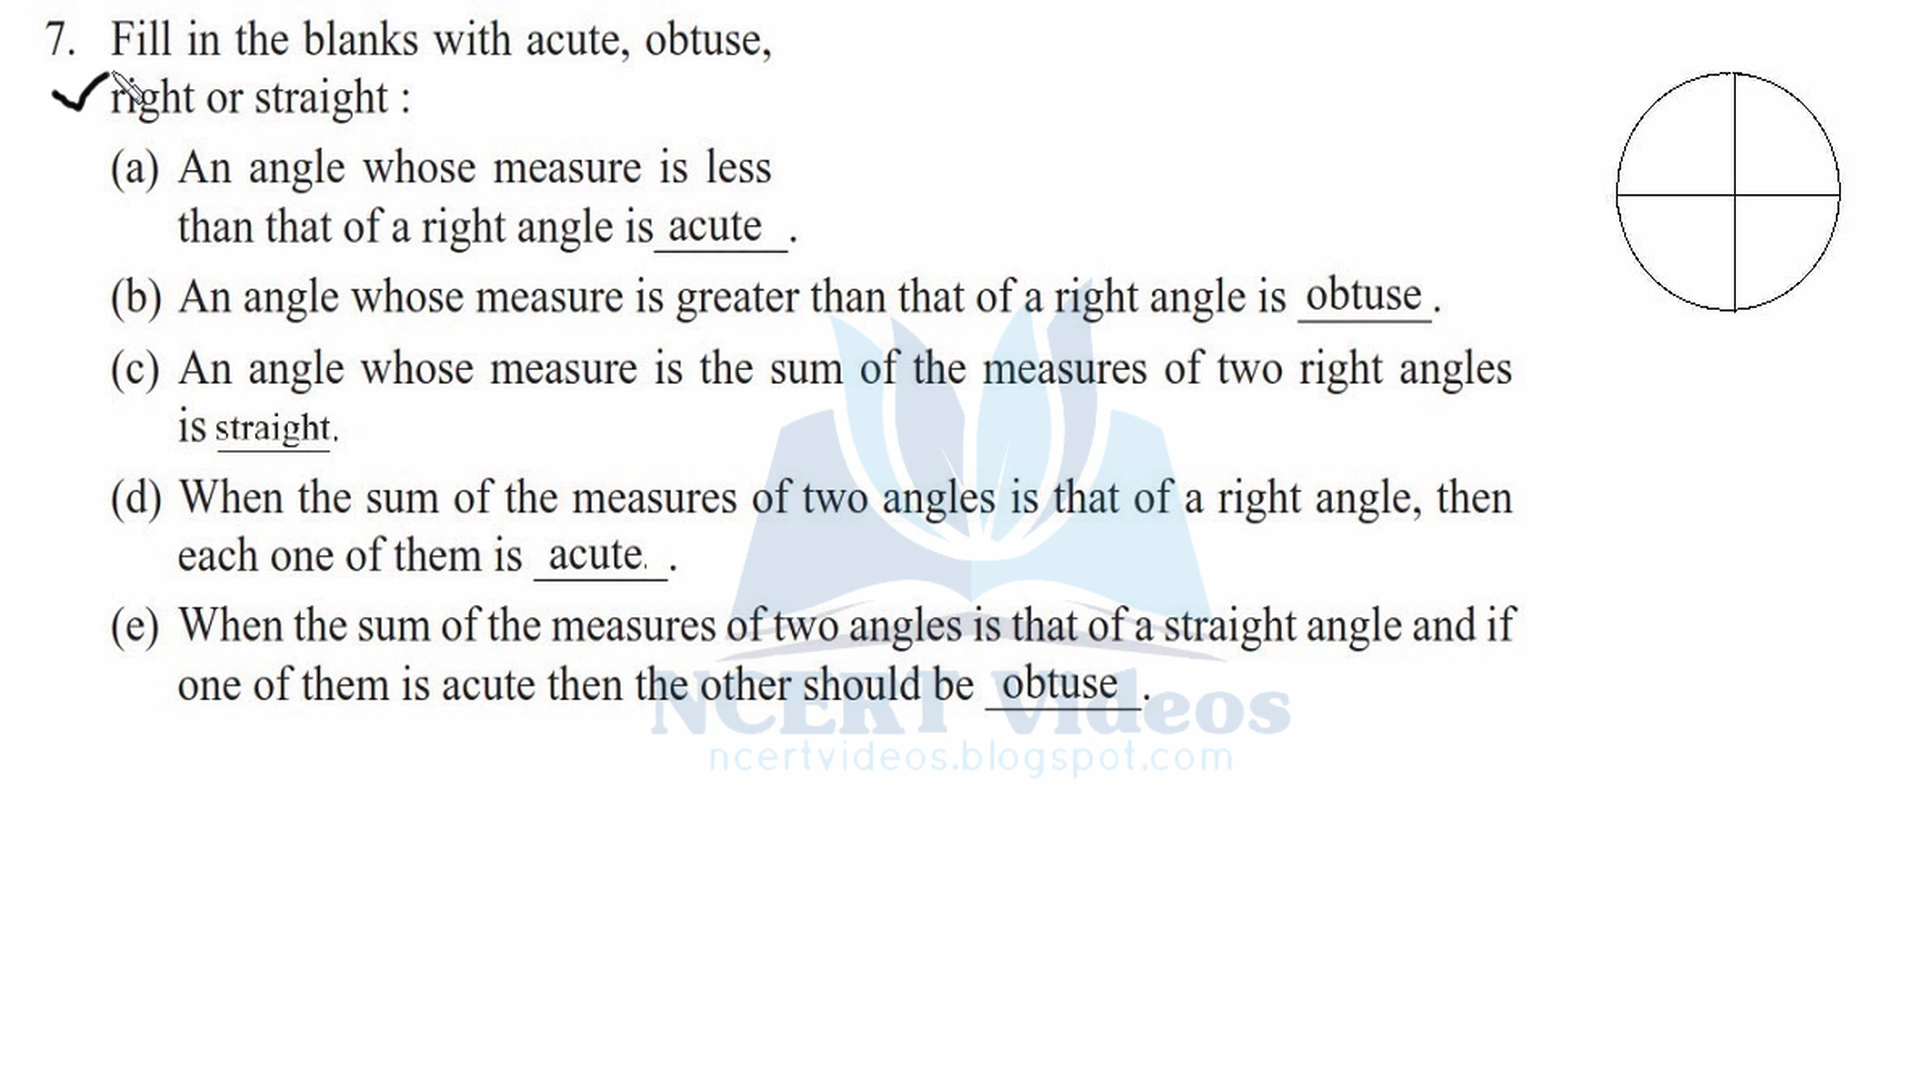 7. Fill in the blanks with acute, obtuse,
right or straight :
(a) An angle whose measure is less
than that of a right angle is acute .
(b) An angle whose measure is greater than that of a right angle is obtuse .
(c) An angle whose measure is the sum of the measures of two right angles
is straight.
(d) When the sum of the measures of two angles is that of a right angle, then
each one of them is acute. .
(e) When the sum of the measures of two angles is that of a straight angle and if
one of them is acute then the other should be obtuse .
NCERT Videos
ncertvideos.blogspot.com